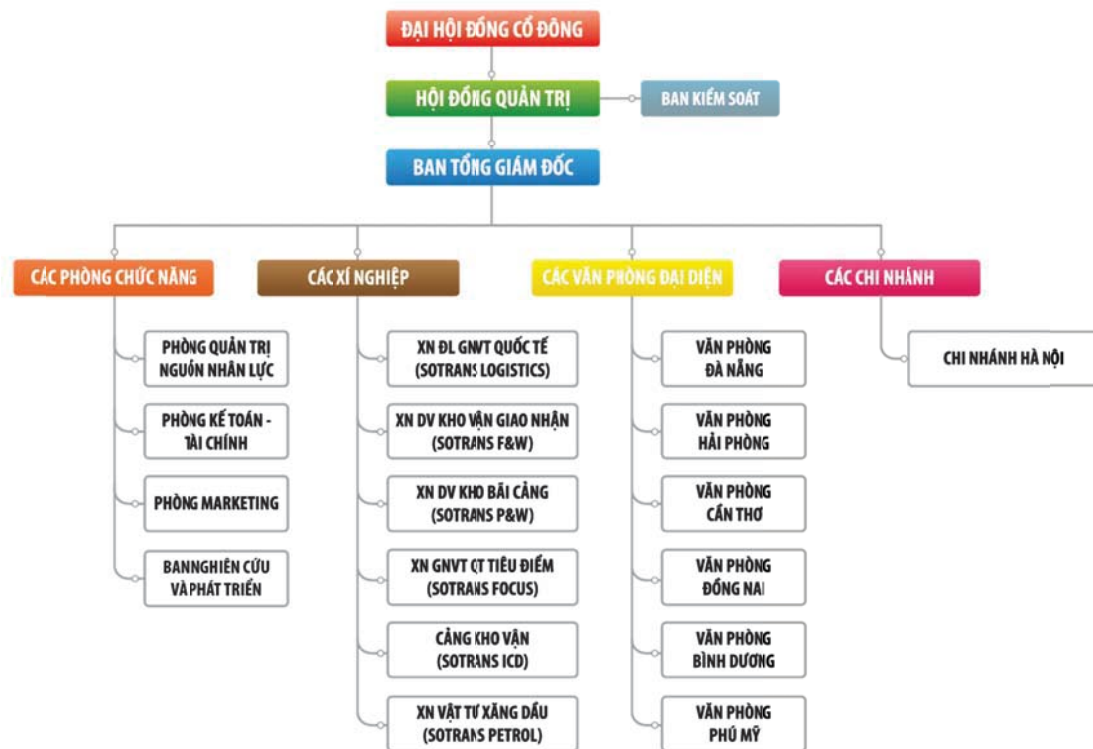 ĐẠI HỘI ĐỒNG CỔ ĐÔNG
HỘI ĐỒNG QUẢN TRỊ
BAN KIỂM SOÁT
BAN TỔNG GIÁM ĐỐC
CÁC PHÒNG CHỨC NĂNG
CÁC XÍ NGHIỆP
CÁC VĂN PHÒNG ĐẠI DIỆN
CÁC CHI NHÁNH
PHÒNG QUẢN TRỊ
NGUỒN NHÂN LỰC
PHÒNG KẾ TOÁN -
TÀI CHÍNH
PHÒNG MARKETING
BAN NGHIÊN CỨU
VÀ PHÁT TRIỂN
XN ĐL GNVT QUỐC TẾ
(SOTRANS LOGISTICS)
XN DV KHO VẬN GIAO NHẬN
(SOTRANS F&W)
XN DV KHO BÃI CẢNG
(SOTRANS P&W)
XN GNVT QT TIÊU ĐIỂM
(SOTRANS FOCUS)
CẢNG KHO VẬN
(SOTRANS ICD)
XN VẬT TƯ XĂNG DẦU
(SOTRANS PETROL)
VĂN PHÒNG
ĐÀ NẴNG
VĂN PHÒNG
HẢI PHÒNG
VĂN PHÒNG
CẦN THƠ
VĂN PHÒNG
ĐỒNG NAI
VĂN PHÒNG
BÌNH DƯƠNG
VĂN PHÒNG
PHÚ MỸ
CHI NHÁNH HÀ NỘI